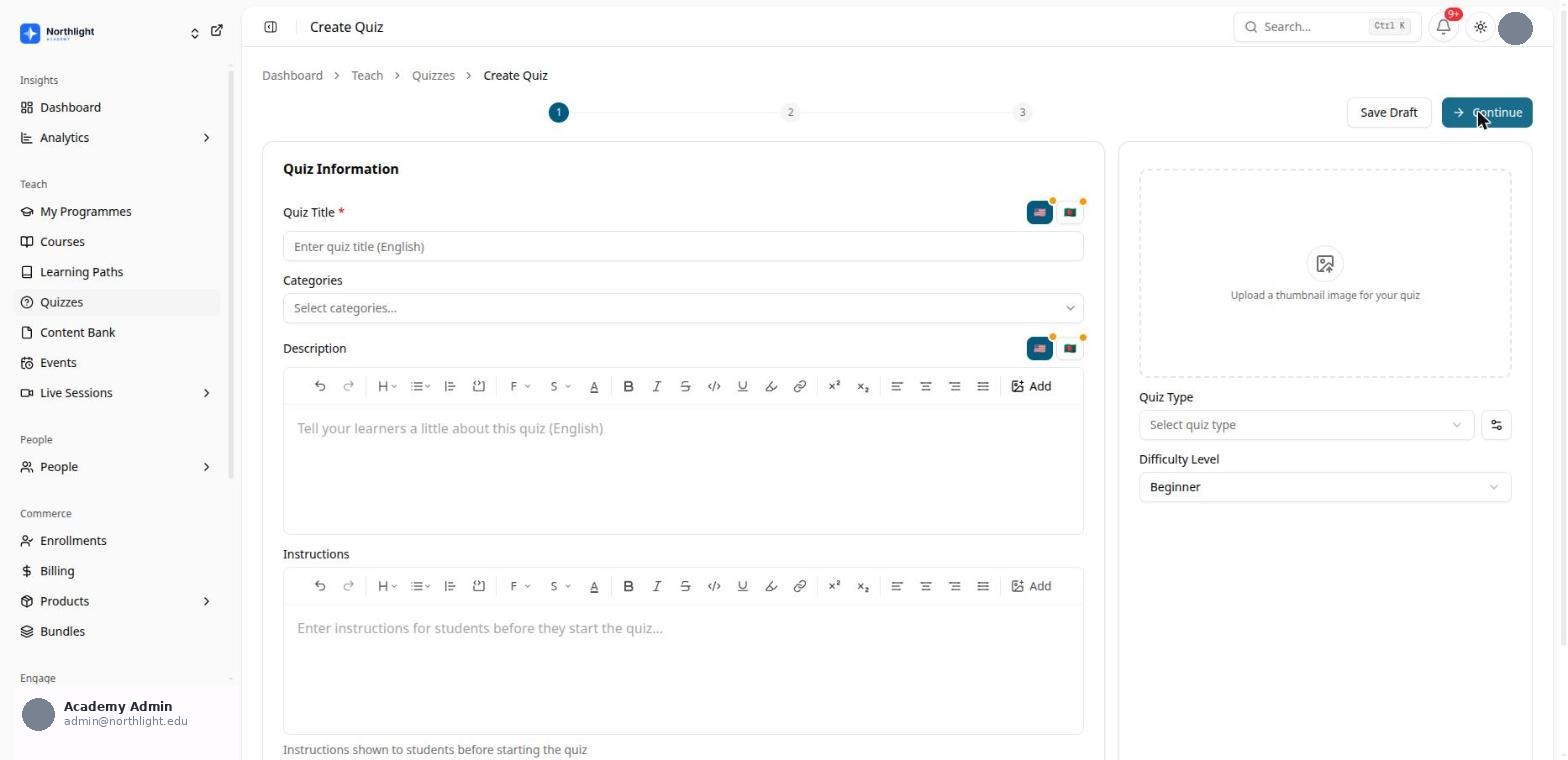 Northlight
ACADEMY
Create Quiz
Search...
Ctrl K
9+
Insights
Dashboard
Analytics
Teach
My Programmes
Courses
Learning Paths
Quizzes
Content Bank
Events
Live Sessions
People
People
Commerce
Enrollments
Billing
Products
Bundles
Engage
Academy Admin
admin@northlight.edu
Dashboard > Teach > Quizzes > Create Quiz
1
2
3
Save Draft
Continue
Quiz Information
Quiz Title *
Enter quiz title (English)
Categories
Select categories...
Description
H
F
S
A
B
I
S
U
x²
x₂
Add
Tell your learners a little about this quiz (English)
Instructions
H
F
S
A
B
I
S
U
x²
x₂
Add
Enter instructions for students before they start the quiz...
Instructions shown to students before starting the quiz
Upload a thumbnail image for your quiz
Quiz Type
Select quiz type
Difficulty Level
Beginner